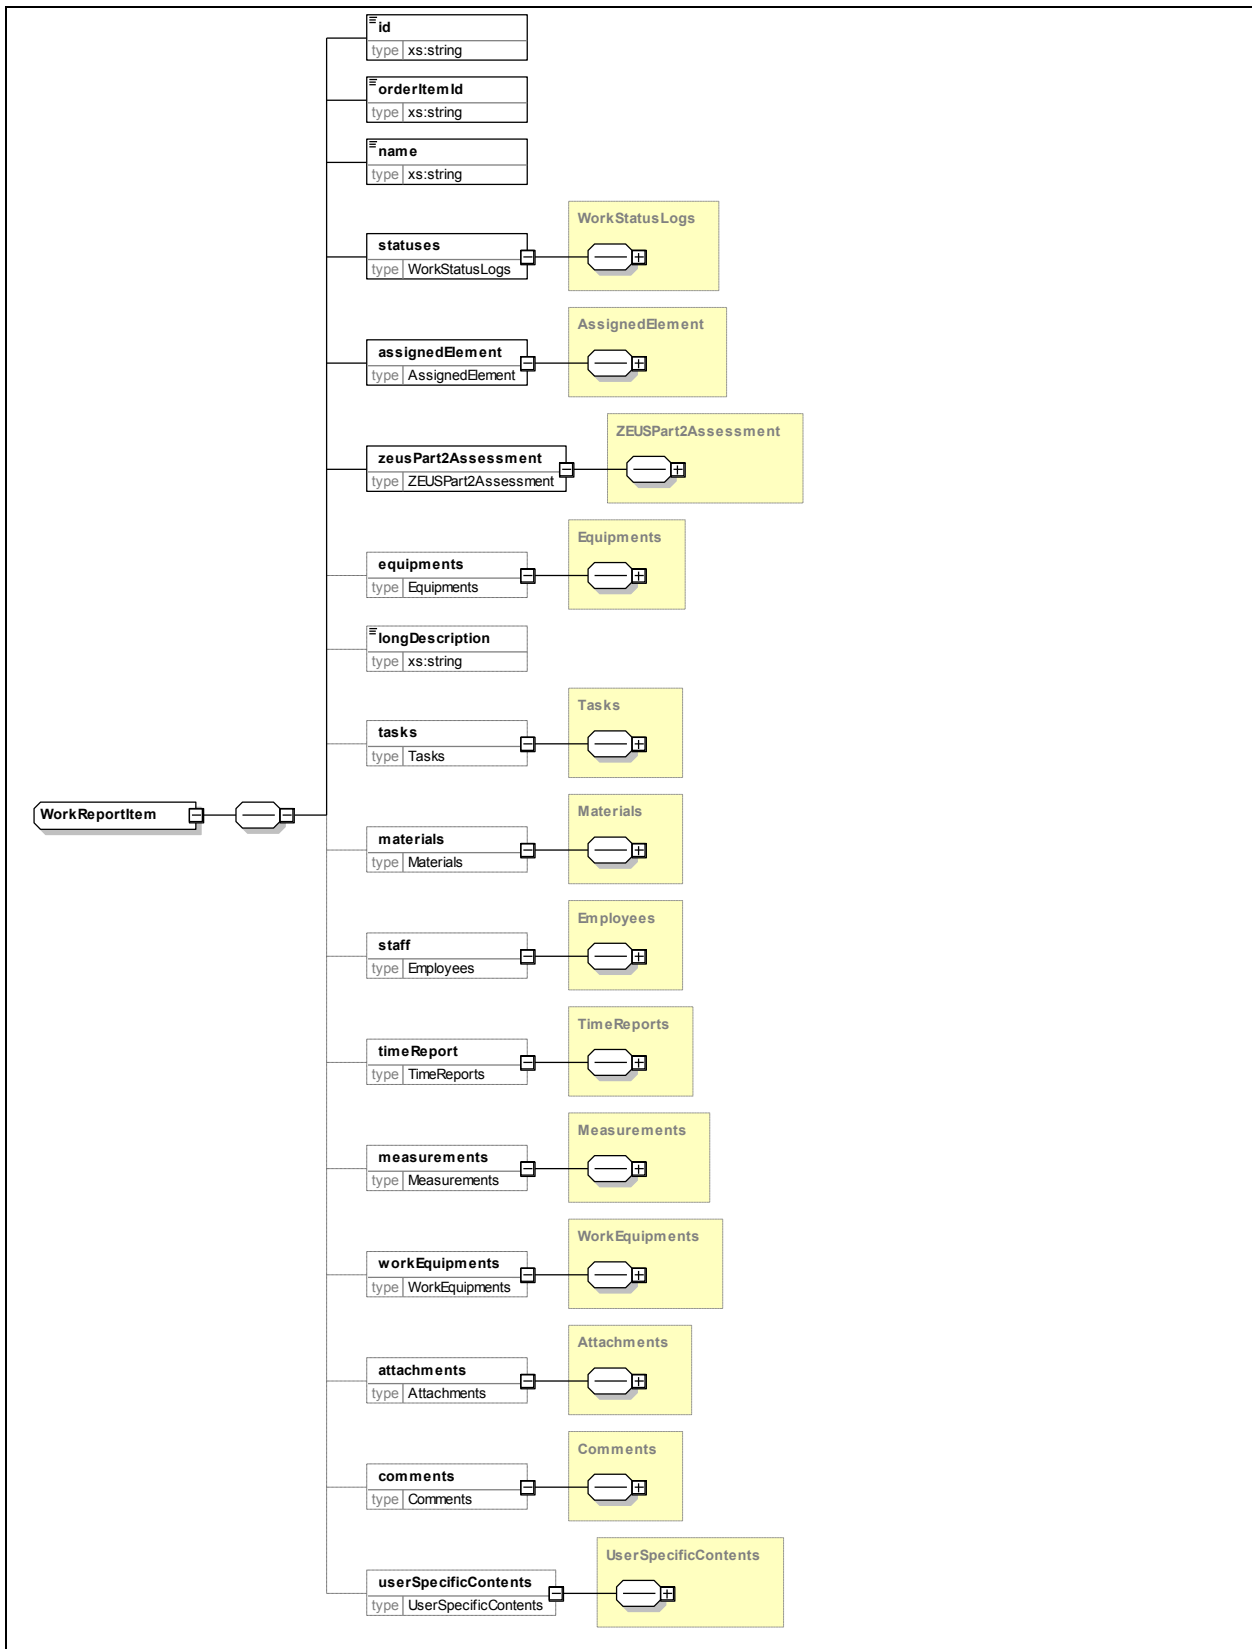 id
type xs:string
orderItemId
type xs:string
name
type xs:string
WorkStatusLogs
statuses
type WorkStatusLogs
AssignedElement
assignedElement
type AssignedElement
ZEUSPart2Assessment
zeusPart2Assessment
type ZEUSPart2Assessment
Equipments
equipments
type Equipments
longDescription
type xs:string
Tasks
tasks
type Tasks
WorkReportItem
Materials
materials
type Materials
Employees
staff
type Employees
TimeReports
timeReport
type TimeReports
Measurements
measurements
type Measurements
WorkEquipments
workEquipments
type WorkEquipments
Attachments
attachments
type Attachments
Comments
comments
type Comments
UserSpecificContents
userSpecificContents
type UserSpecificContents